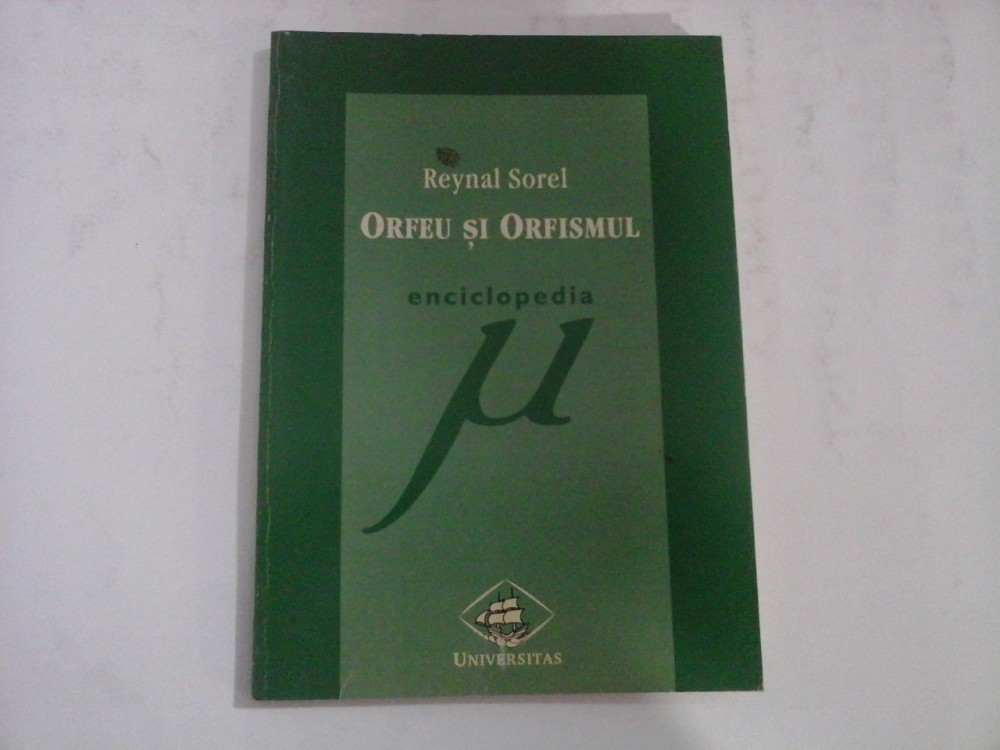 Reynal Sorel
ORFEU ȘI ORFISMUL
enciclopedia
μ
UNIVERSITAS